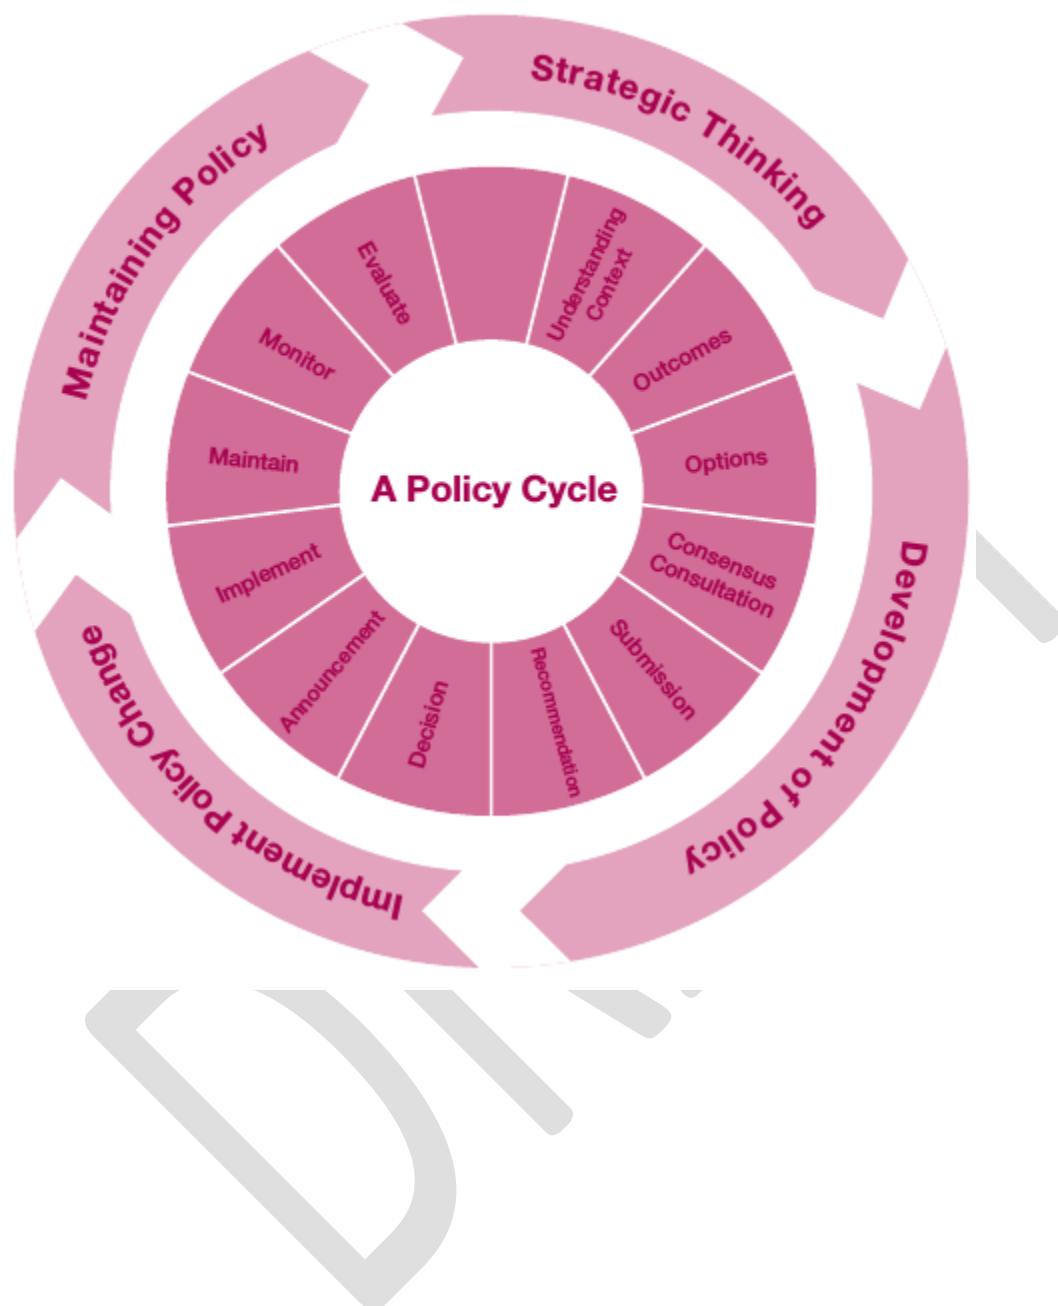 Strategic Thinking
Development of Policy
Implement Policy Change
Maintaining Policy
Understanding
Context
Outcomes
Options
Consensus
Consultation
Submission
Recommendation
Decision
Announcement
Implement
Maintain
Monitor
Evaluate
A Policy Cycle